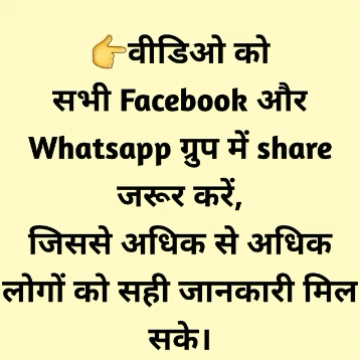 👉वीडिओ को
सभी Facebook और
Whatsapp ग्रुप में share
जरूर करें,
जिससे अधिक से अधिक
लोगों को सही जानकारी मिल
सके।